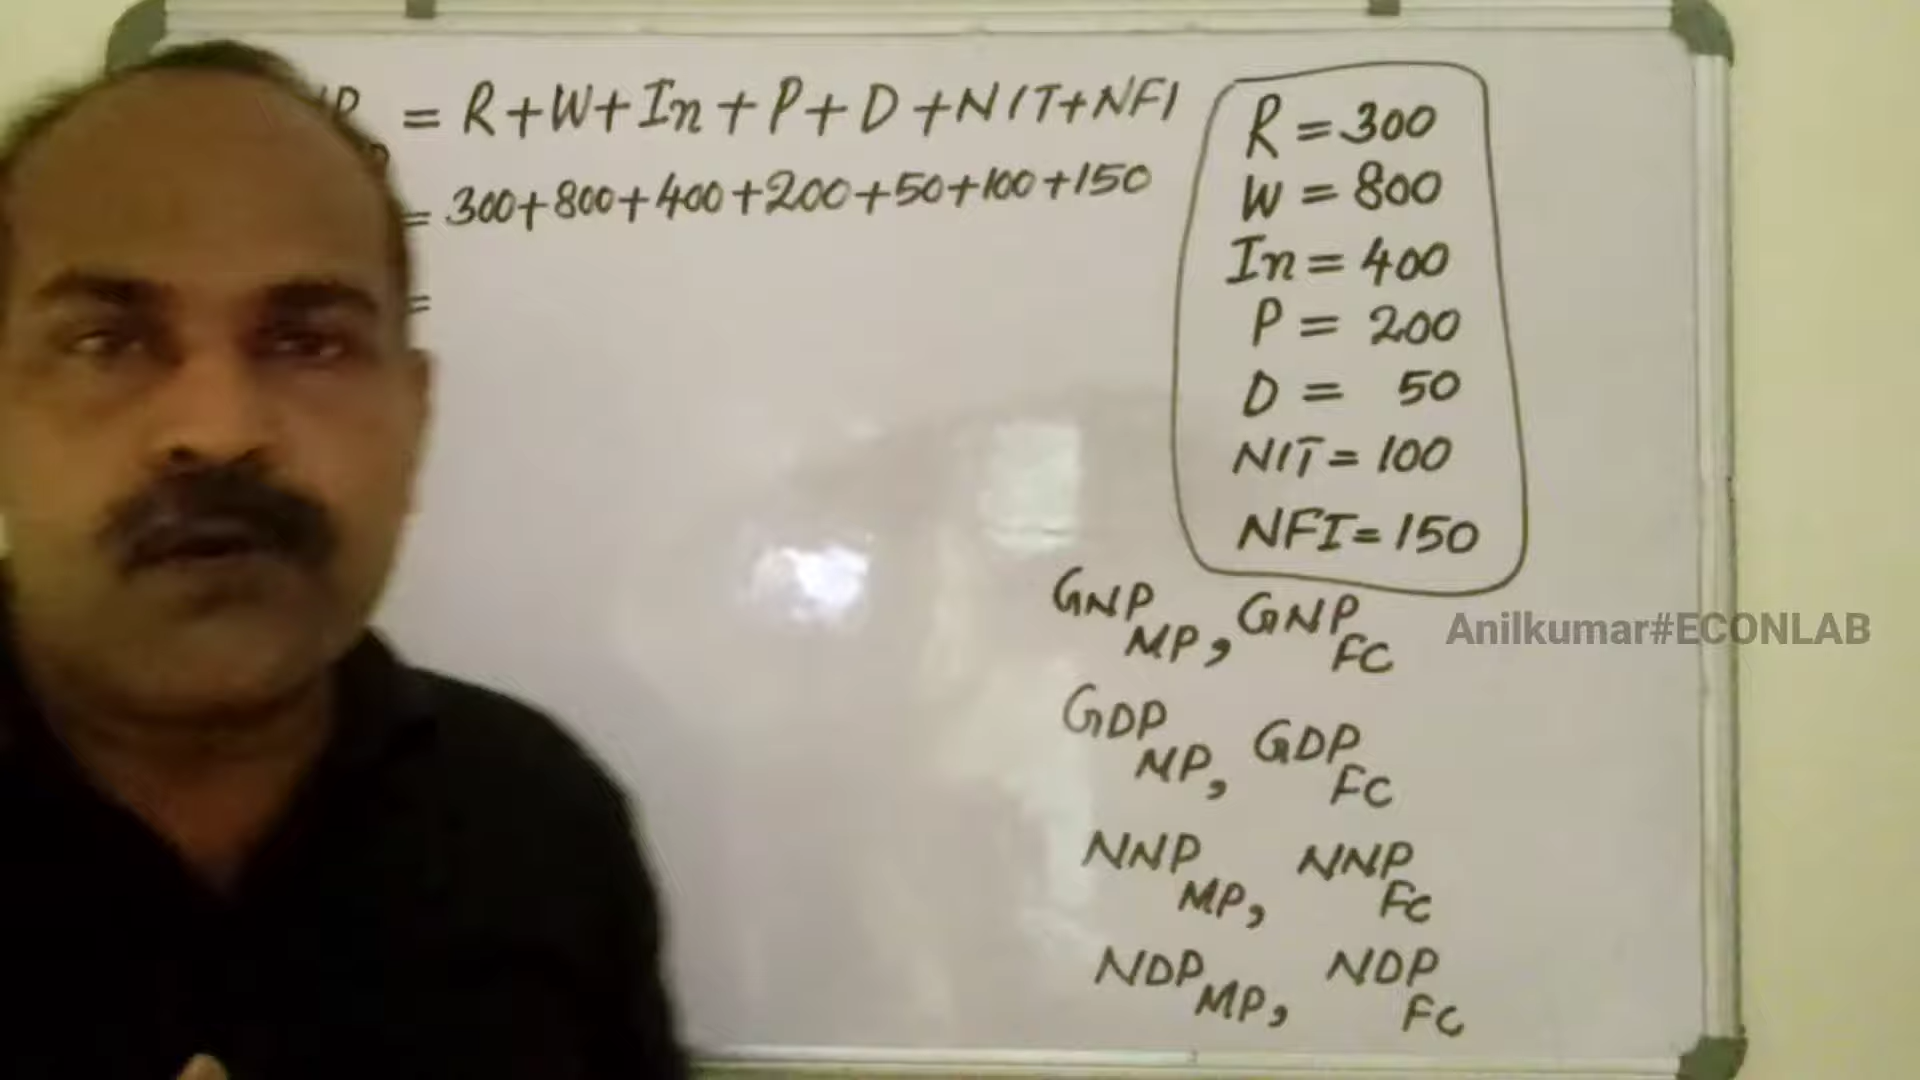 = R+W+In+P+D+NIT+NFI
= 300+800+400+200+50+100+150
=
R = 300
W = 800
In = 400
P = 200
D = 50
NIT = 100
NFI = 150
GNP MP, GNP FC
GDP MP, GDP FC
NNP MP, NNP FC
NDP MP, NDP FC
Anilkumar#ECONLAB